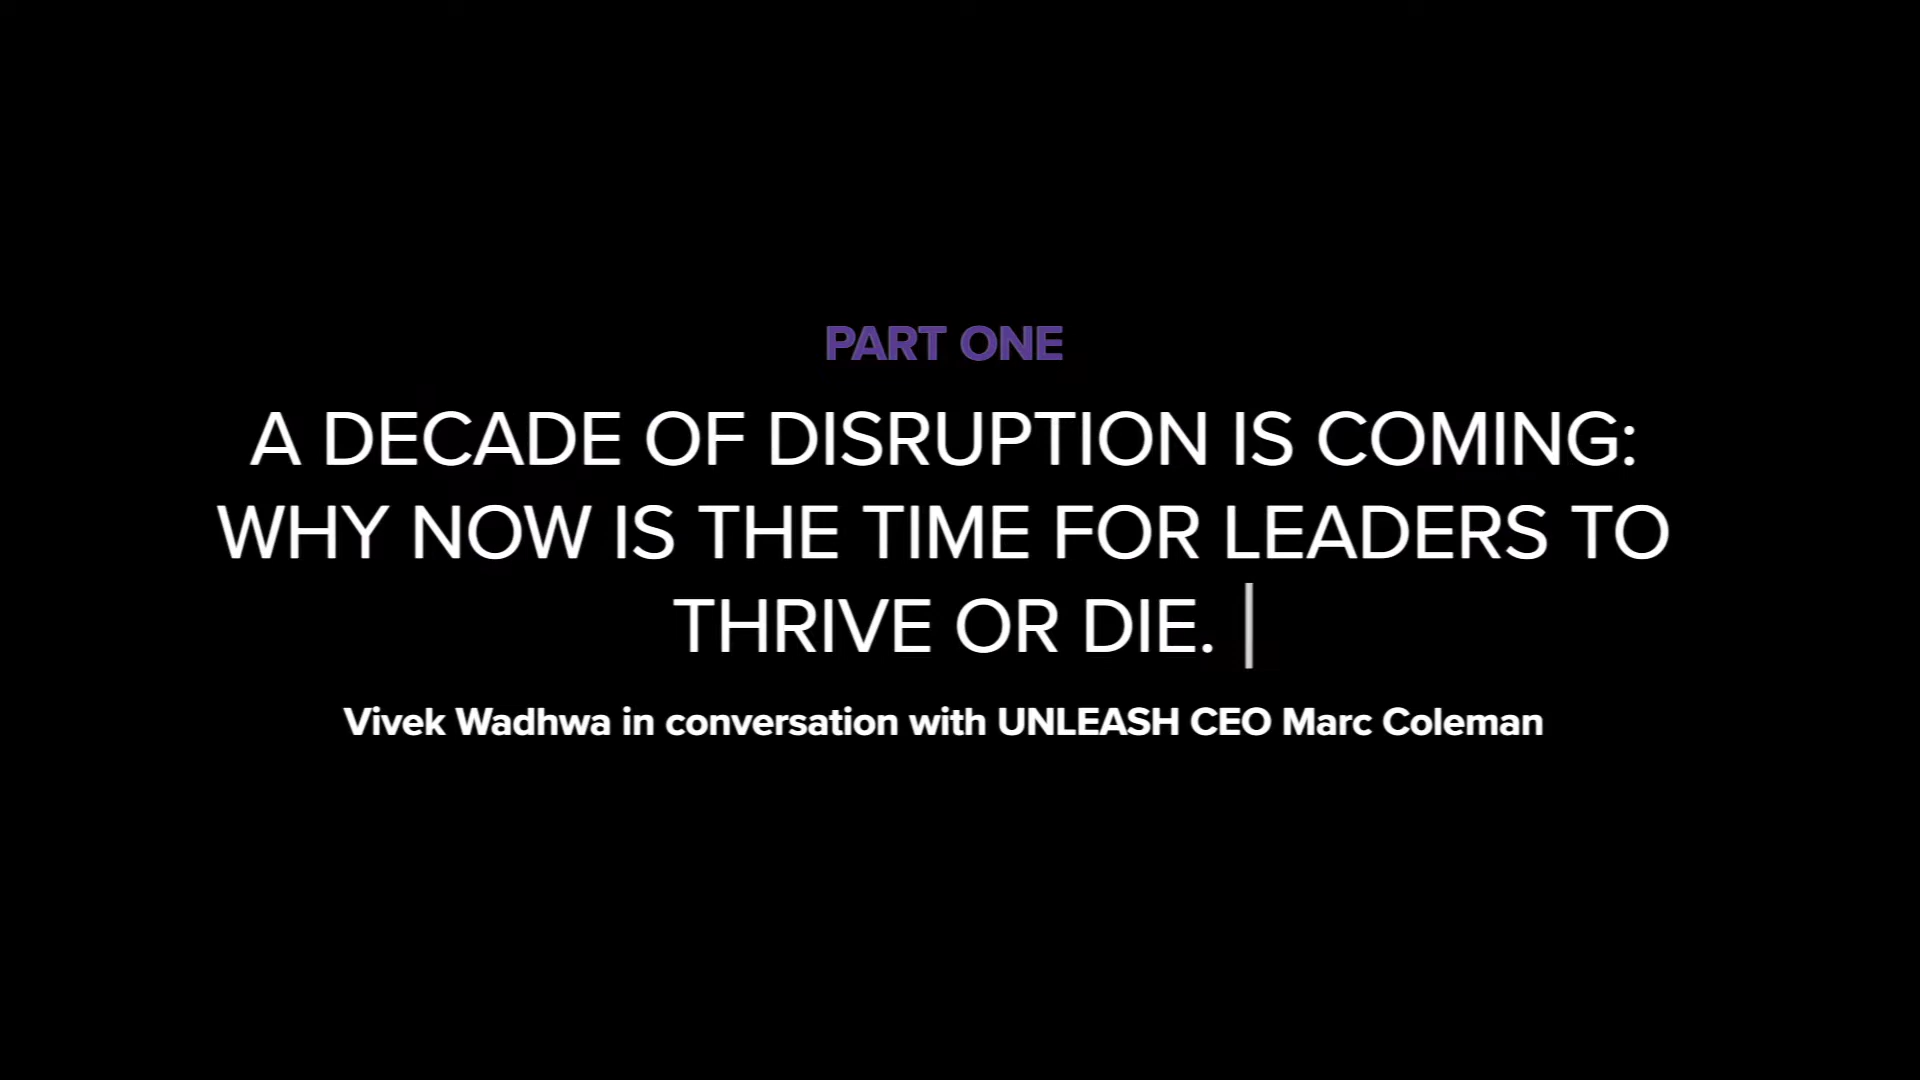 PART ONE
A DECADE OF DISRUPTION IS COMING:
WHY NOW IS THE TIME FOR LEADERS TO
THRIVE OR DIE.
Vivek Wadhwa in conversation with UNLEASH CEO Marc Coleman